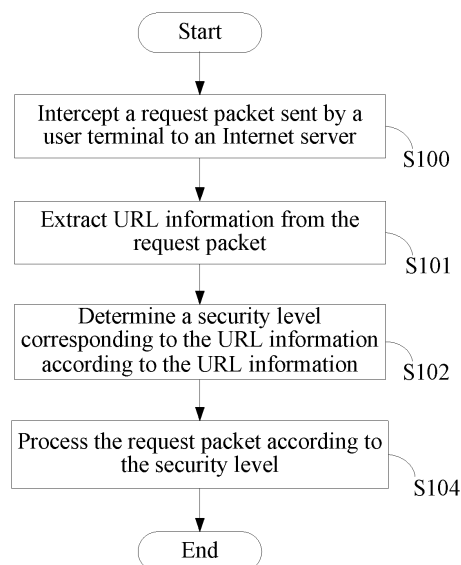 Start
Intercept a request packet sent by a
user terminal to an Internet server
S100
Extract URL information from the
request packet
S101
Determine a security level
corresponding to the URL information
according to the URL information
S102
Process the request packet according to
the security level
S104
End